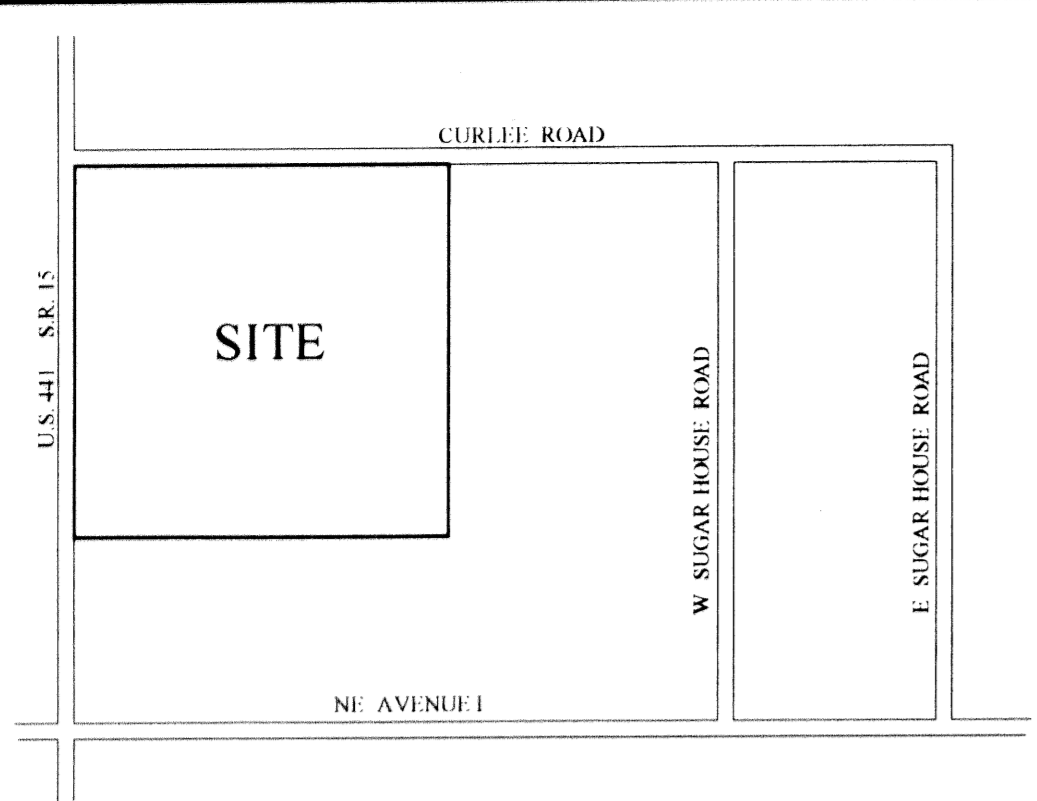 CURLEE ROAD
U.S. 441 S.R. 15
SITE
W SUGAR HOUSE ROAD
E SUGAR HOUSE ROAD
NE AVENUE I